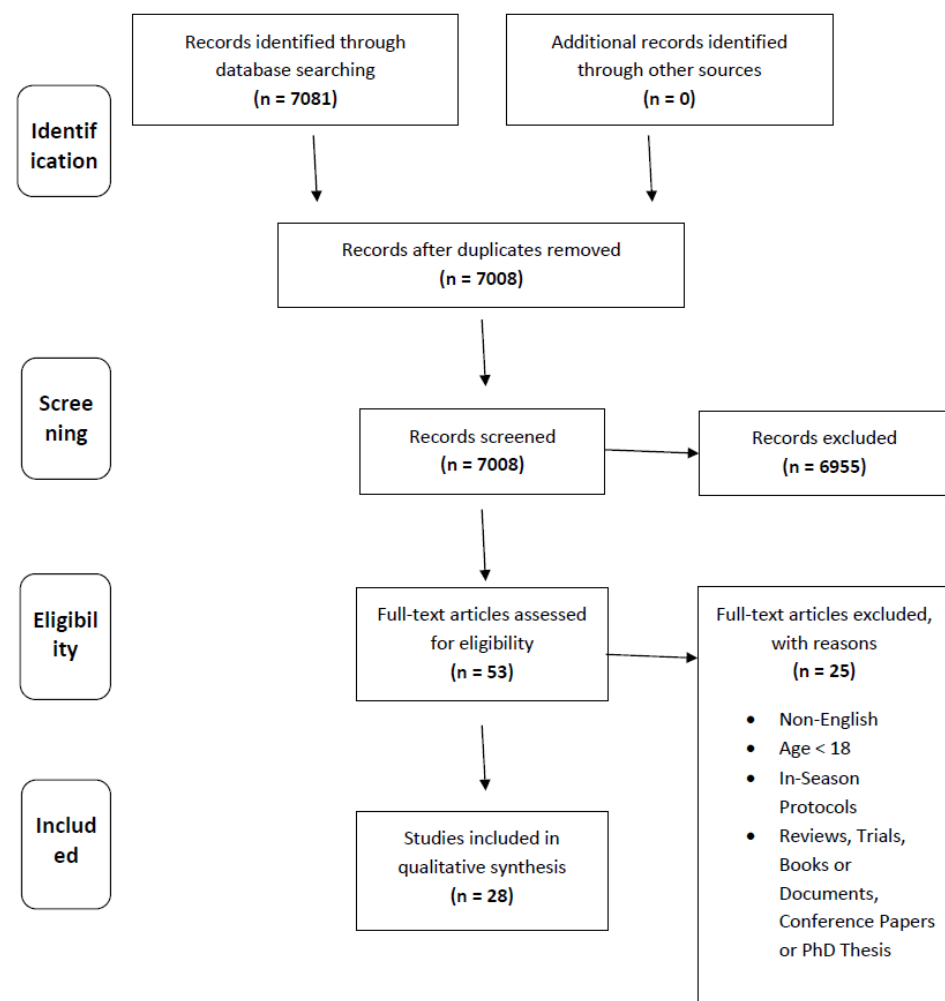 Records identified through
database searching
(n = 7081)
Additional records identified
through other sources
(n = 0)
Identif
ication
Records after duplicates removed
(n = 7008)
Scree
ning
Records screened
(n = 7008)
Records excluded
(n = 6955)
Eligibil
ity
Full-text articles assessed
for eligibility
(n = 53)
Full-text articles excluded,
with reasons
(n = 25)
• Non-English
• Age < 18
• In-Season
Protocols
• Reviews, Trials,
Books or
Documents,
Conference Papers
or PhD Thesis
Includ
ed
Studies included in
qualitative synthesis
(n = 28)